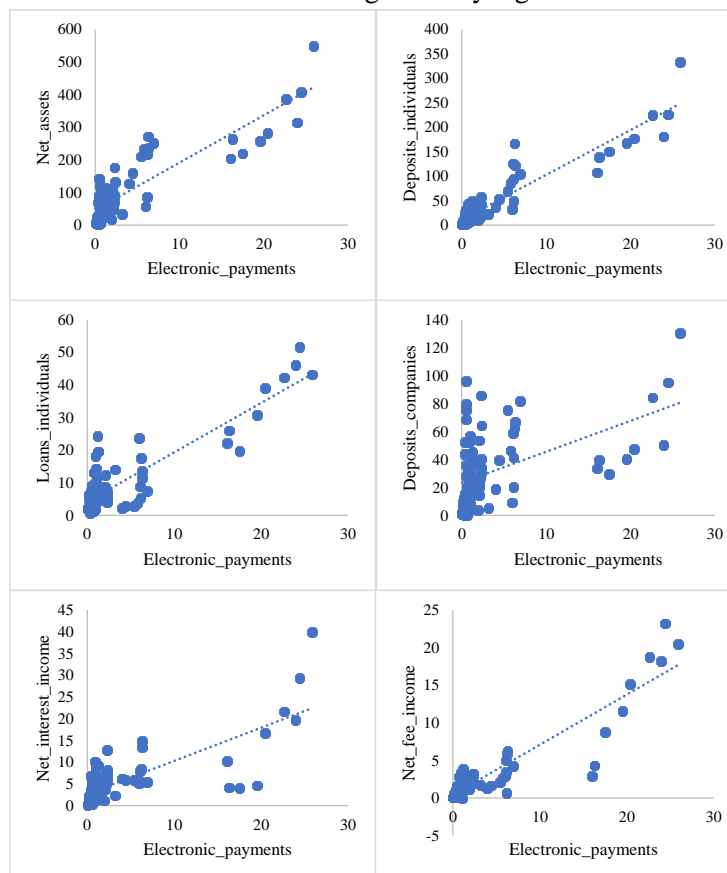 600
500
400
300
200
100
0
0 10 20 30
Net_assets
Electronic_payments
400
350
300
250
200
150
100
50
0
0 10 20 30
Deposits_individuals
Electronic_payments
60
50
40
30
20
10
0
0 10 20 30
Loans_individuals
Electronic_payments
140
120
100
80
60
40
20
0
0 10 20 30
Deposits_companies
Electronic_payments
45
40
35
30
25
20
15
10
5
0
0 10 20 30
Net_interest_income
Electronic_payments
25
20
15
10
5
0
-5
0 10 20 30
Net_fee_income
Electronic_payments